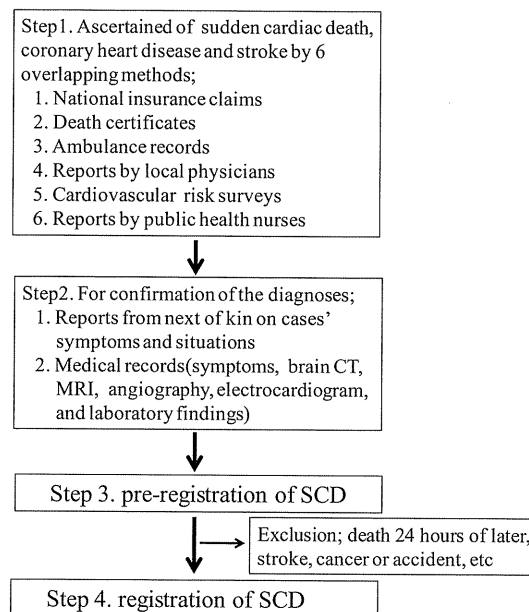 Step1. Ascertained of sudden cardiac death,
coronary heart disease and stroke by 6
overlapping methods;
1. National insurance claims
2. Death certificates
3. Ambulance records
4. Reports by local physicians
5. Cardiovascular risk surveys
6. Reports by public health nurses
Step2. For confirmation of the diagnoses;
1. Reports from next of kin on cases'
symptoms and situations
2. Medical records(symptoms, brain CT,
MRI, angiography, electrocardiogram,
and laboratory findings)
Step 3. pre-registration of SCD
Exclusion; death 24 hours of later,
stroke, cancer or accident, etc
Step 4. registration of SCD